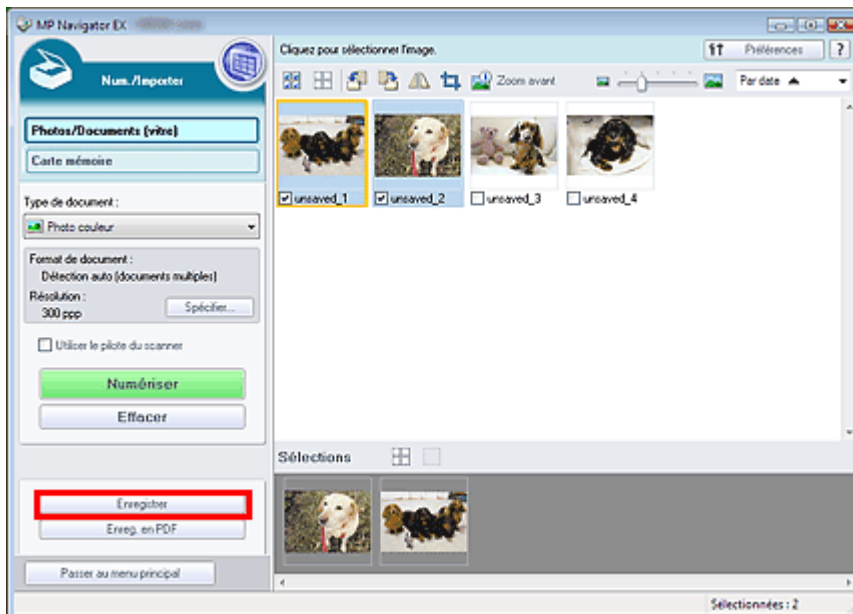 MP Navigator EX
Num./Importer
Photos/Documents (vitre)
Carte mémoire
Type de document :
Photo couleur
Format de document :
Détection auto (documents multiples)
Résolution :
300 ppp
Spécifier...
Utiliser le pilote du scanner
Numériser
Effacer
Enregistrer
Enreg. en PDF
Passer au menu principal
Cliquez pour sélectionner l'image.
Préférences
?
Zoom avant
Par date
unsaved_1
unsaved_2
unsaved_3
unsaved_4
Sélections
Sélectionnées : 2